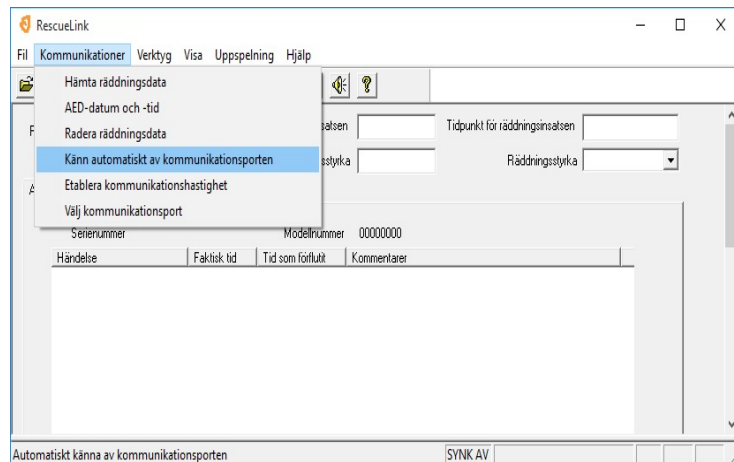 RescueLink
Fil Kommunikationer Verktyg Visa Uppspelning Hjälp
Hämta räddningsdata
AED-datum och -tid
Radera räddningsdata
Känn automatiskt av kommunikationsporten
Etablera kommunikationshastighet
Välj kommunikationsport
Tidpunkt för räddningsinsatsen
Räddningsstyrka
Serienummer Modellnummer 00000000
Händelse Faktisk tid Tid som förflutit Kommentarer
Automatiskt känna av kommunikationsporten SYNK AV